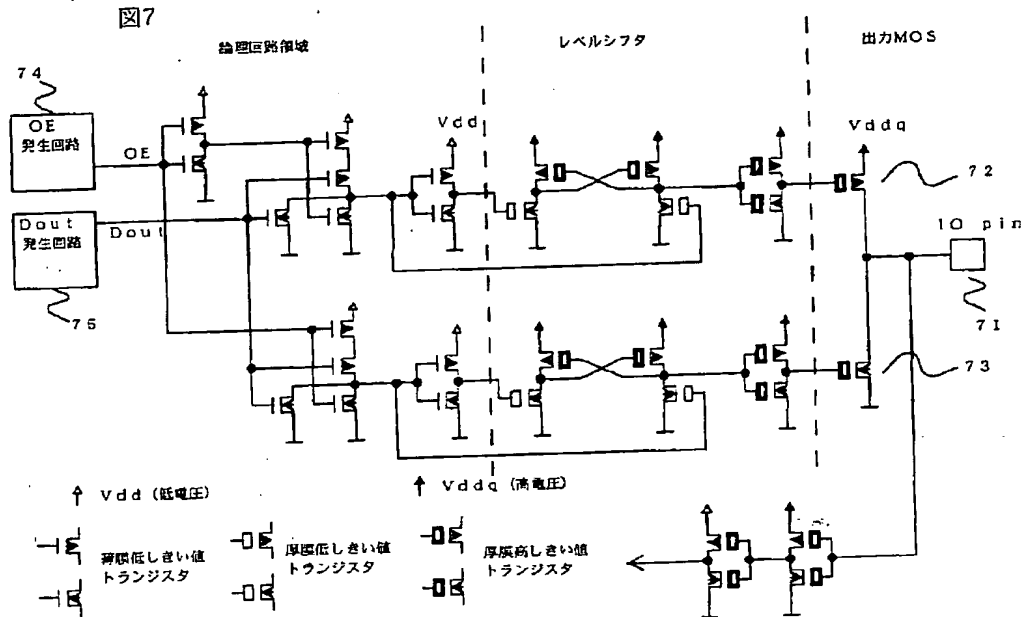 図7
論理回路領域
レベルシフタ
出力MOS
74
OE
発生回路
OE
Vdd
Vddq
72
Dout
発生回路
Dout
IO pin
75
71
73
Vdd (低電圧)
Vddq (高電圧)
薄膜低しきい値
トランジスタ
厚膜低しきい値
トランジスタ
厚膜高しきい値
トランジスタ